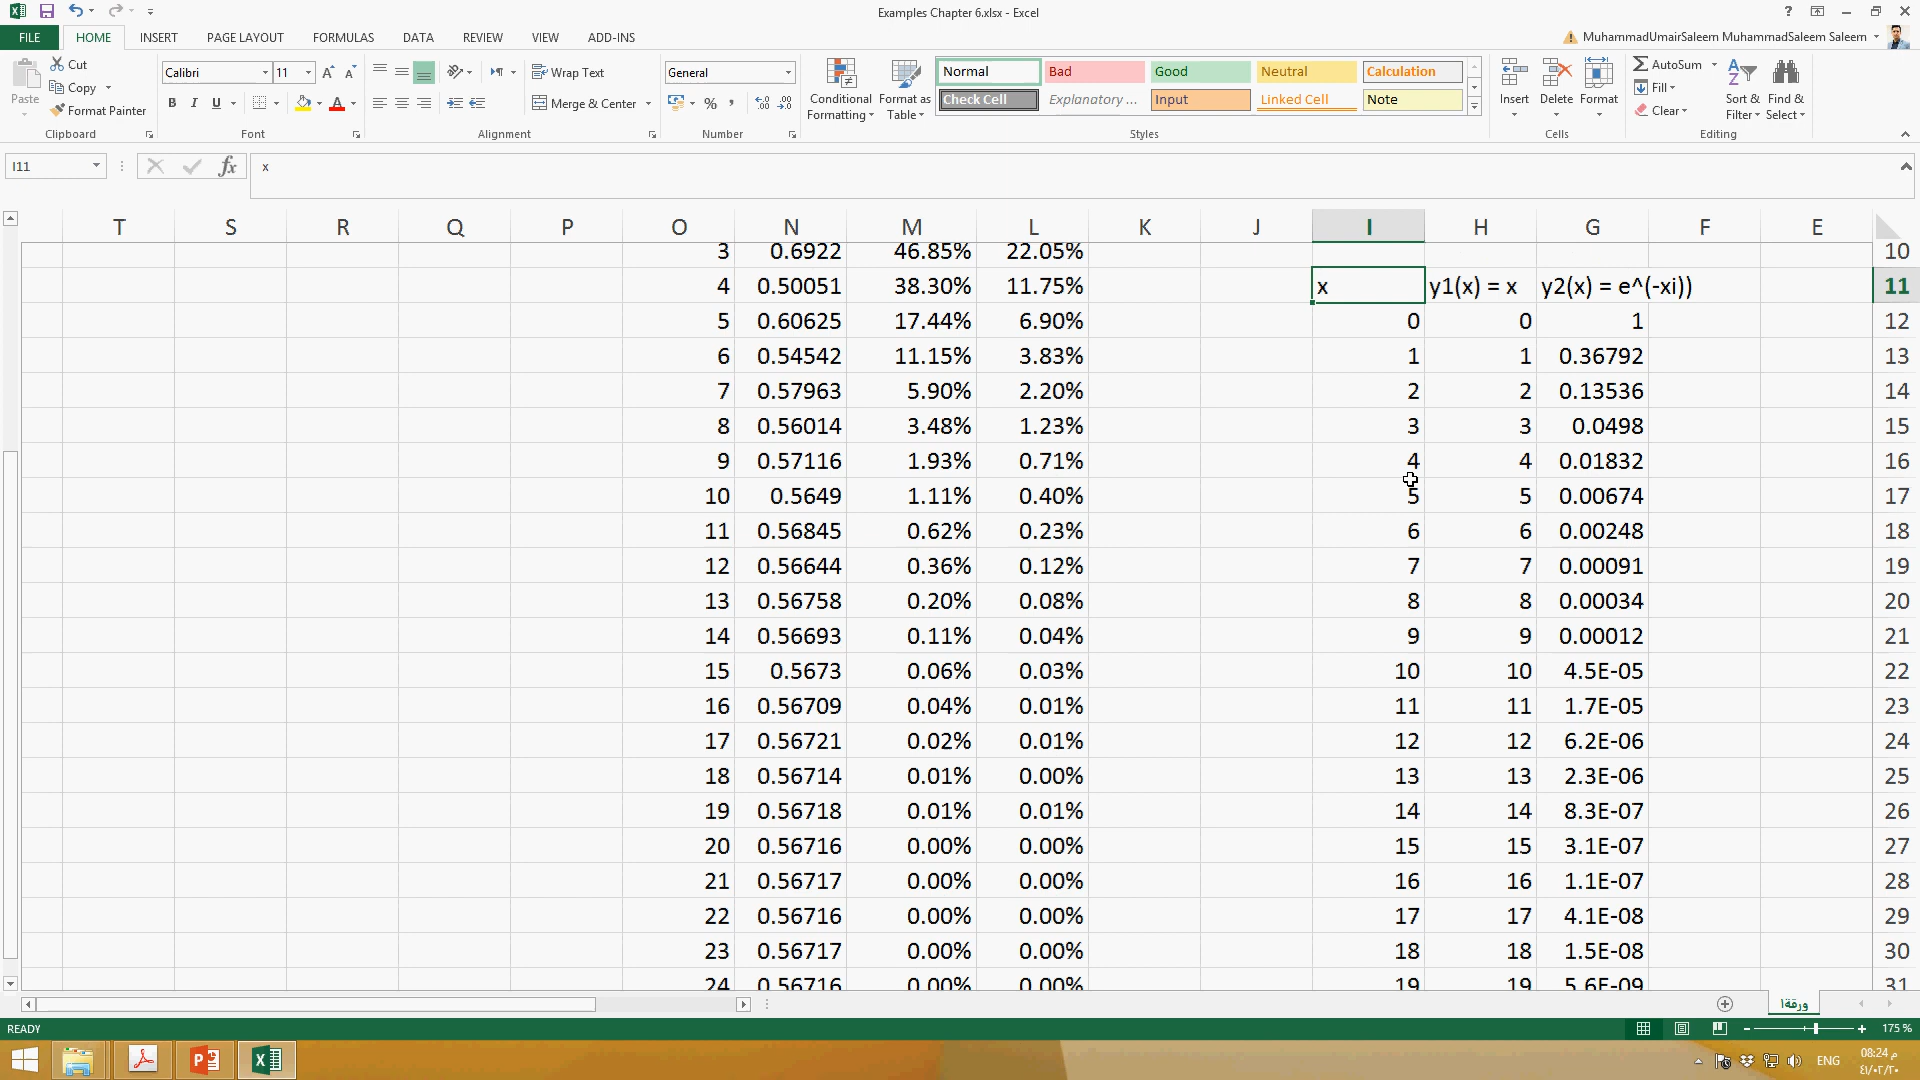 Examples Chapter 6.xlsx - Excel
FILE HOME INSERT PAGE LAYOUT FORMULAS DATA REVIEW VIEW ADD-INS
MuhammadUmairSaleem MuhammadSaleem Saleem
Paste
Cut
Copy
Format Painter
Clipboard
Calibri 11
B I U
Font
Wrap Text
Merge & Center
Alignment
General
Number
Conditional Formatting
Format as Table
Normal Bad Good Neutral Calculation
Check Cell Explanatory ... Input Linked Cell Note
Styles
Insert Delete Format
Cells
AutoSum
Fill
Clear
Sort & Filter
Find & Select
Editing
I11 fx x
T S R Q P O N M L K J I H G F E
3 0.6922 46.85% 22.05% 10
4 0.50051 38.30% 11.75% x y1(x) = x y2(x) = e^(-xi)) 11
5 0.60625 17.44% 6.90% 0 0 1 12
6 0.54542 11.15% 3.83% 1 1 0.36792 13
7 0.57963 5.90% 2.20% 2 2 0.13536 14
8 0.56014 3.48% 1.23% 3 3 0.0498 15
9 0.57116 1.93% 0.71% 4 4 0.01832 16
10 0.5649 1.11% 0.40% 5 5 0.00674 17
11 0.56845 0.62% 0.23% 6 6 0.00248 18
12 0.56644 0.36% 0.12% 7 7 0.00091 19
13 0.56758 0.20% 0.08% 8 8 0.00034 20
14 0.56693 0.11% 0.04% 9 9 0.00012 21
15 0.5673 0.06% 0.03% 10 10 4.5E-05 22
16 0.56709 0.04% 0.01% 11 11 1.7E-05 23
17 0.56721 0.02% 0.01% 12 12 6.2E-06 24
18 0.56714 0.01% 0.00% 13 13 2.3E-06 25
19 0.56718 0.01% 0.01% 14 14 8.3E-07 26
20 0.56716 0.00% 0.00% 15 15 3.1E-07 27
21 0.56717 0.00% 0.00% 16 16 1.1E-07 28
22 0.56716 0.00% 0.00% 17 17 4.1E-08 29
23 0.56717 0.00% 0.00% 18 18 1.5E-08 30
24 0.56716 0.00% 0.00% 19 19 5.6E-09 31
ورقة1
READY 175 %
ENG
08:24 م